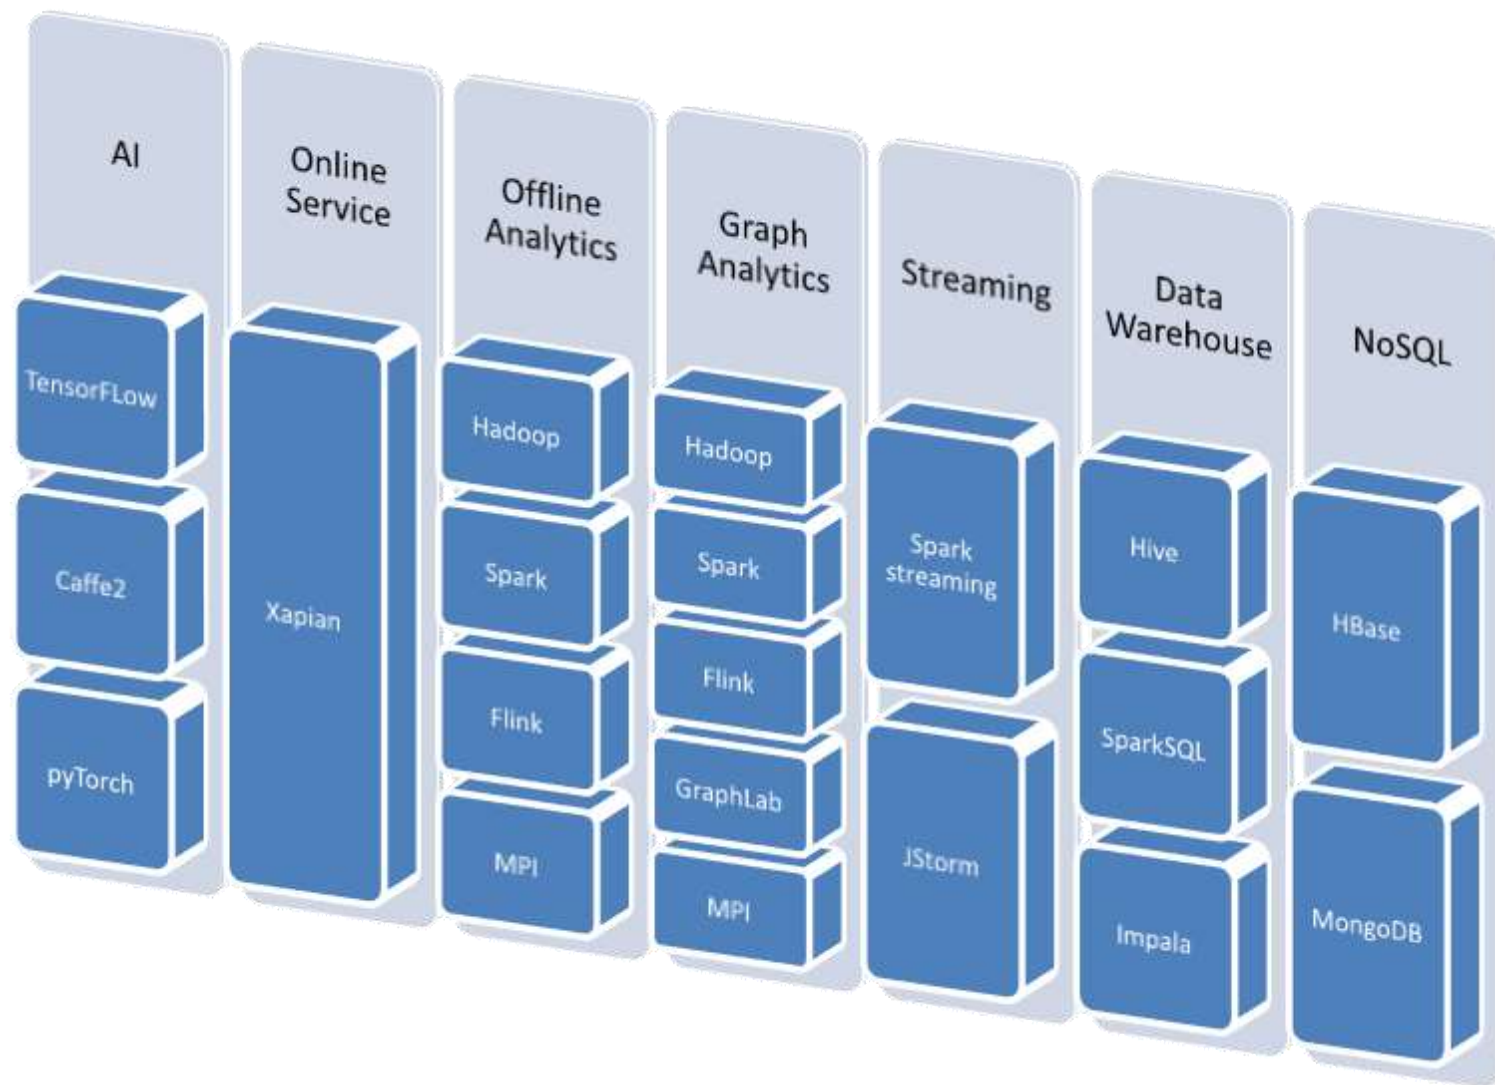 AI
TensorFLow
Caffe2
pyTorch
Online
Service
Xapian
Offline
Analytics
Hadoop
Spark
Flink
MPI
Graph
Analytics
Hadoop
Spark
Flink
GraphLab
MPI
Streaming
Spark
streaming
JStorm
Data
Warehouse
Hive
SparkSQL
Impala
NoSQL
HBase
MongoDB